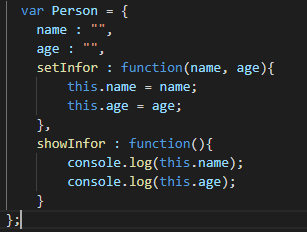 var Person = {
name : "",
age : "",
setInfor : function(name, age){
this.name = name;
this.age = age;
},
showInfor : function(){
console.log(this.name);
console.log(this.age);
}
};